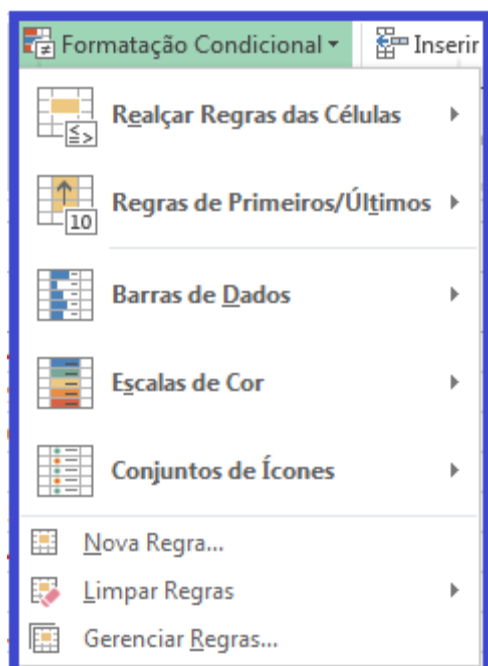 Formatação Condicional Inserir
Realçar Regras das Células
10
Regras de Primeiros/Últimos
Barras de Dados
Escalas de Cor
Conjuntos de Ícones
Nova Regra...
Limpar Regras
Gerenciar Regras...